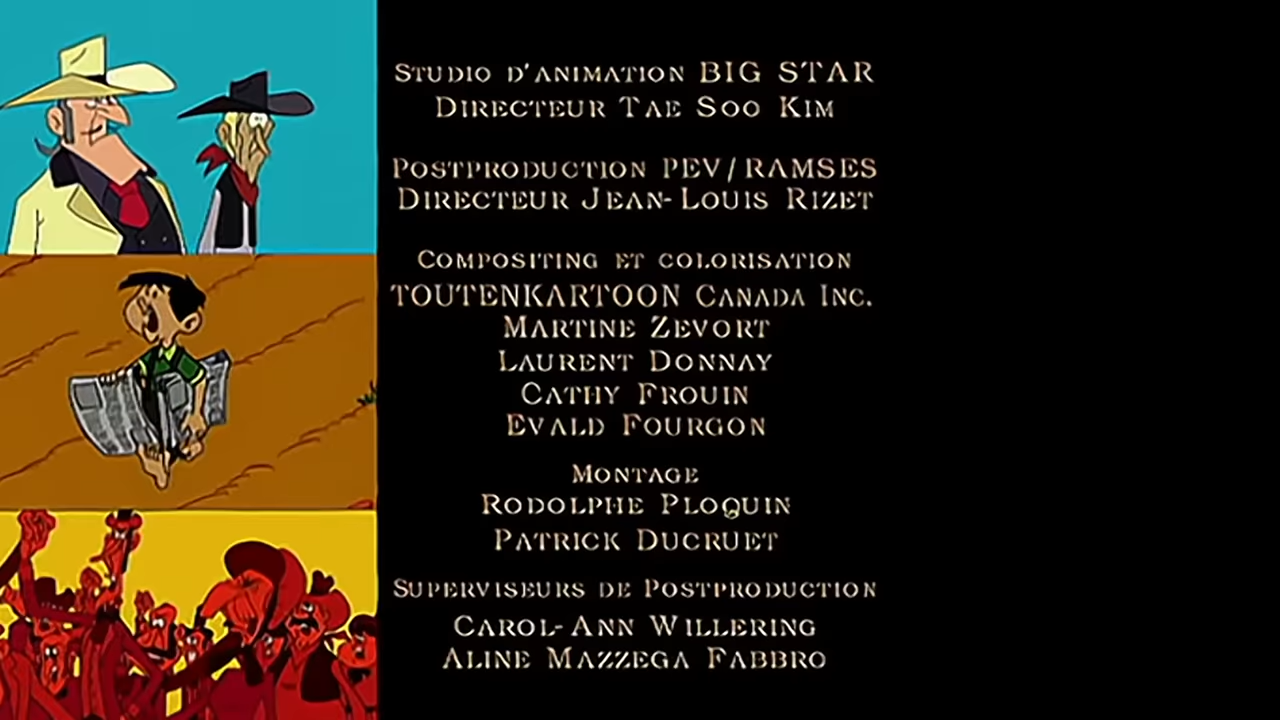 Studio d'animation BIG STAR
Directeur Tae Soo Kim
Postproduction PEV/RAMSES
Directeur Jean-Louis Rizet
Compositing et colorisation
TOUTENKARTOON Canada Inc.
Martine Zevort
Laurent Donnay
Cathy Frouin
Evald Fourgon
Montage
Rodolphe Ploquin
Patrick Ducruet
Superviseurs de Postproduction
Carol-Ann Willering
Aline Mazzega Fabbro